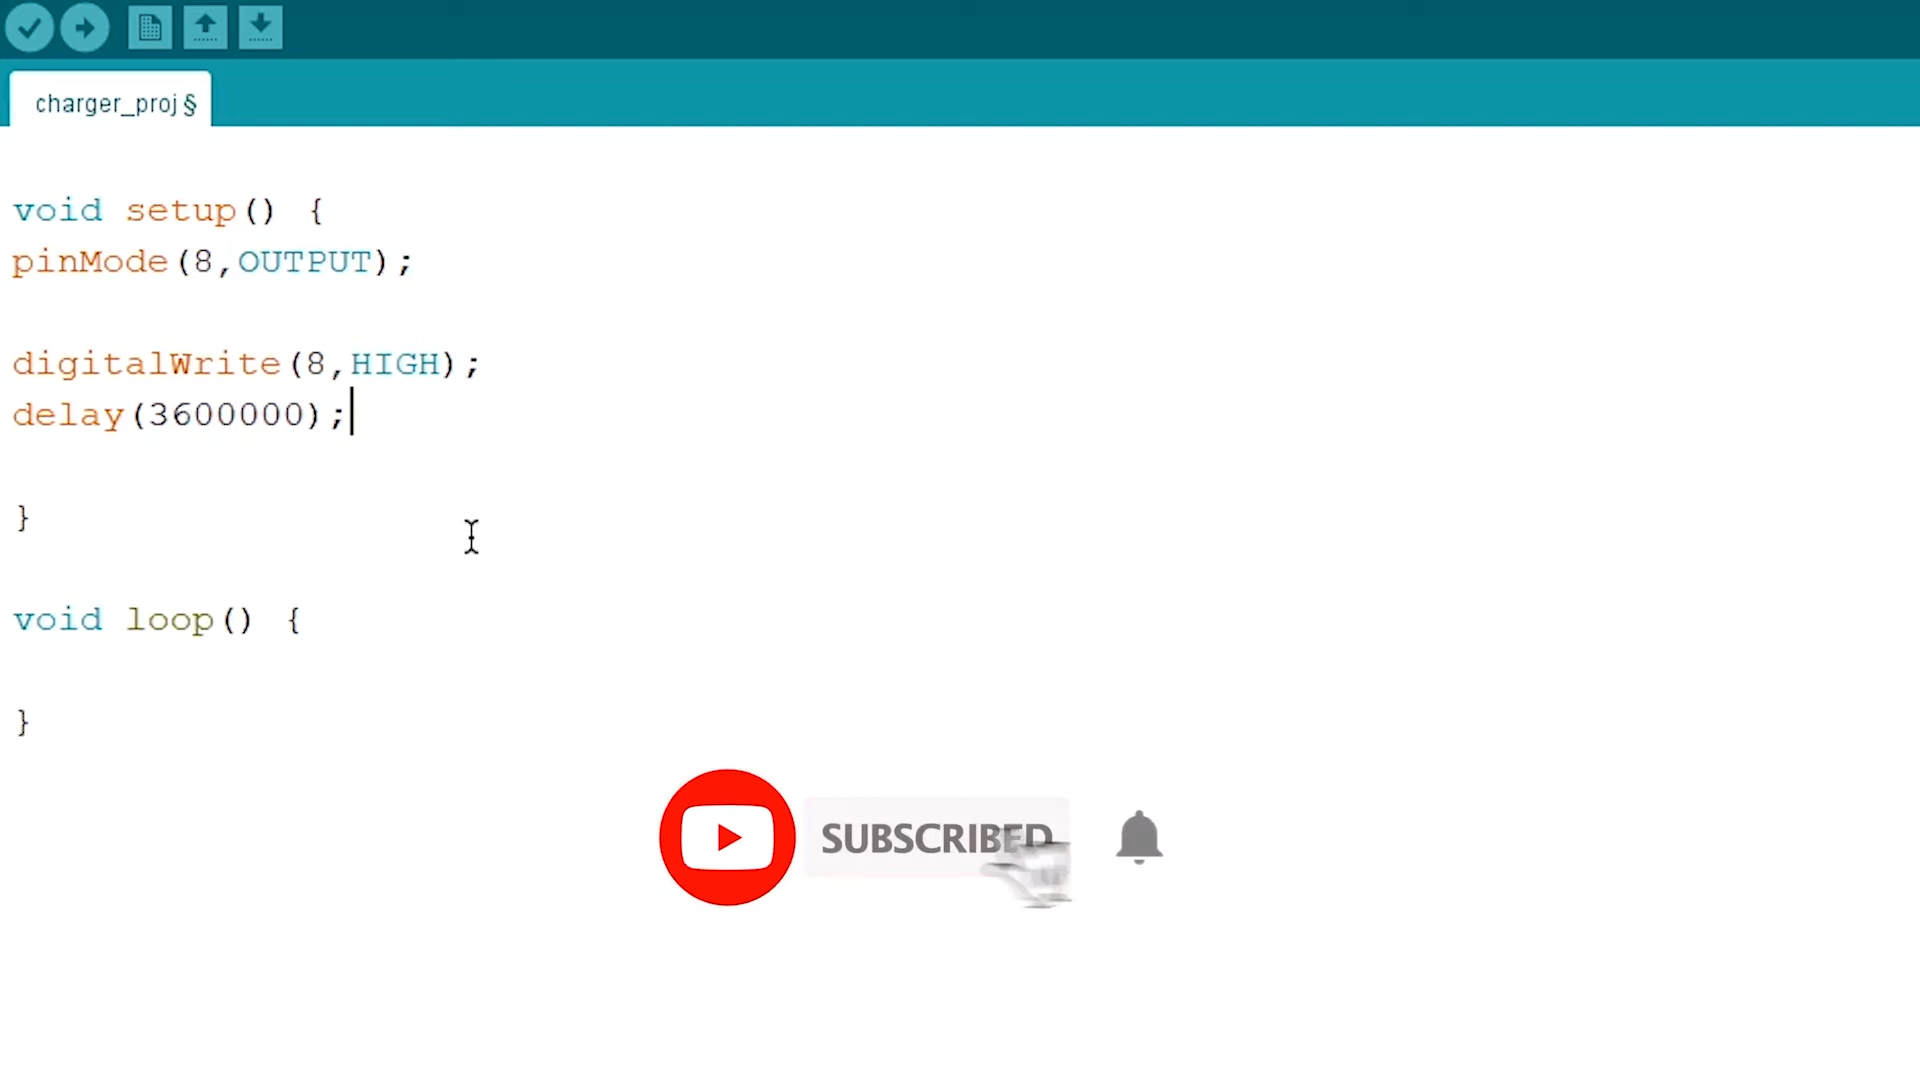 charger_proj §
void setup() {
pinMode(8,OUTPUT);
digitalWrite(8,HIGH);
delay(3600000);
}
void loop() {
}
SUBSCRIBED